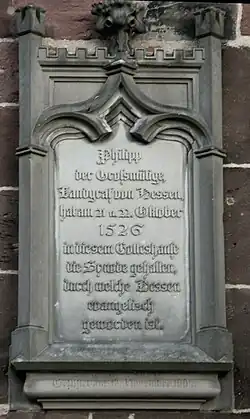 Philipp
der Großmütige,
Landgraf von Hessen,
hat am 21 u. 22. Oktober
1526
in diesem Gotteshause
die Synode gehalten,
durch welche Hessen
evangelisch
geworden ist.